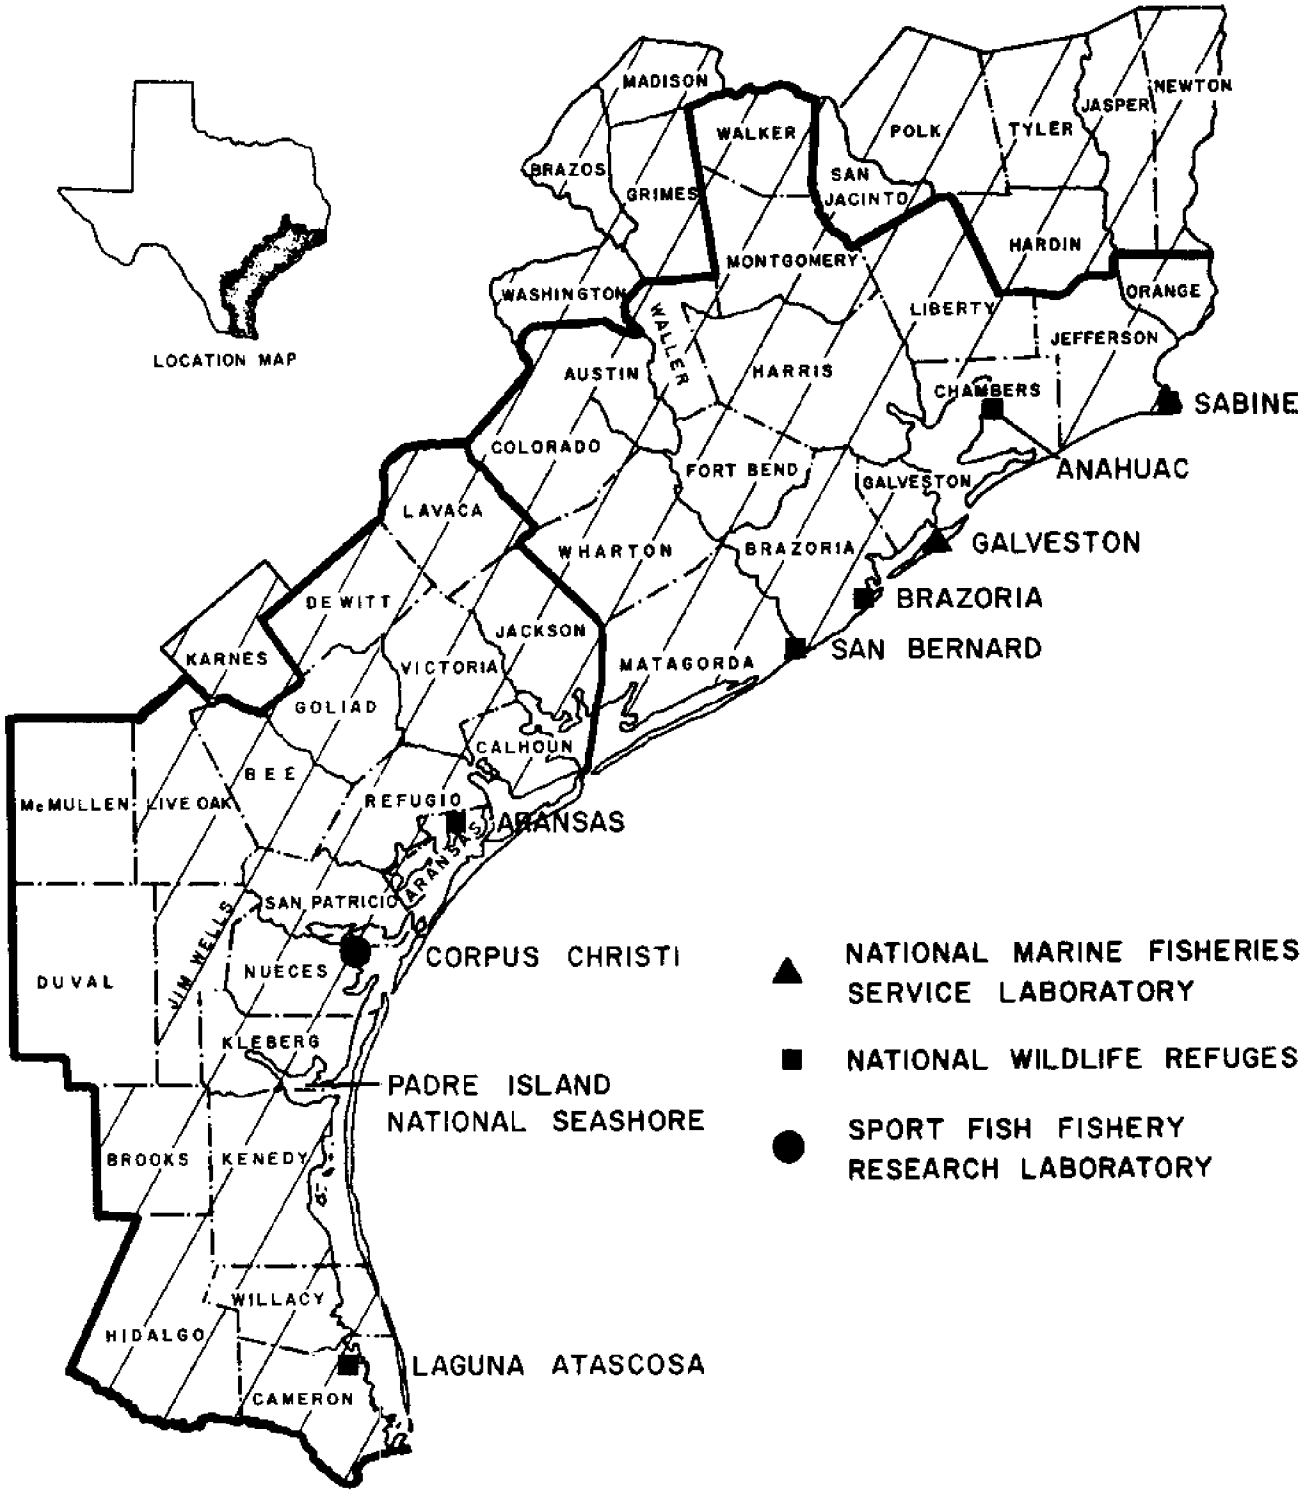 MADISON
NEWTON
JASPER
WALKER
POLK
TYLER
BRAZOS
SAN
JACINTO
GRIMES
HARDIN
MONTGOMERY
WASHINGTON
ORANGE
LIBERTY
WALLER
JEFFERSON
LOCATION MAP
AUSTIN
HARRIS
CHAMBERS
SABINE
COLORADO
FORT BEND
ANAHUAC
GALVESTON
LAVACA
WHARTON
BRAZORIA
GALVESTON
DE WITT
BRAZORIA
JACKSON
SAN BERNARD
KARNES
VICTORIA
MATAGORDA
GOLIAD
CALHOUN
BEE
McMULLEN
LIVE OAK
REFUGIO
ARANSAS
ARANSAS
SAN PATRICIO
JIM WELLS
CORPUS CHRISTI
NUECES
DUVAL
KLEBERG
PADRE ISLAND
NATIONAL SEASHORE
BROOKS
KENEDY
WILLACY
HIDALGO
LAGUNA ATASCOSA
CAMERON
NATIONAL MARINE FISHERIES
SERVICE LABORATORY
NATIONAL WILDLIFE REFUGES
SPORT FISH FISHERY
RESEARCH LABORATORY